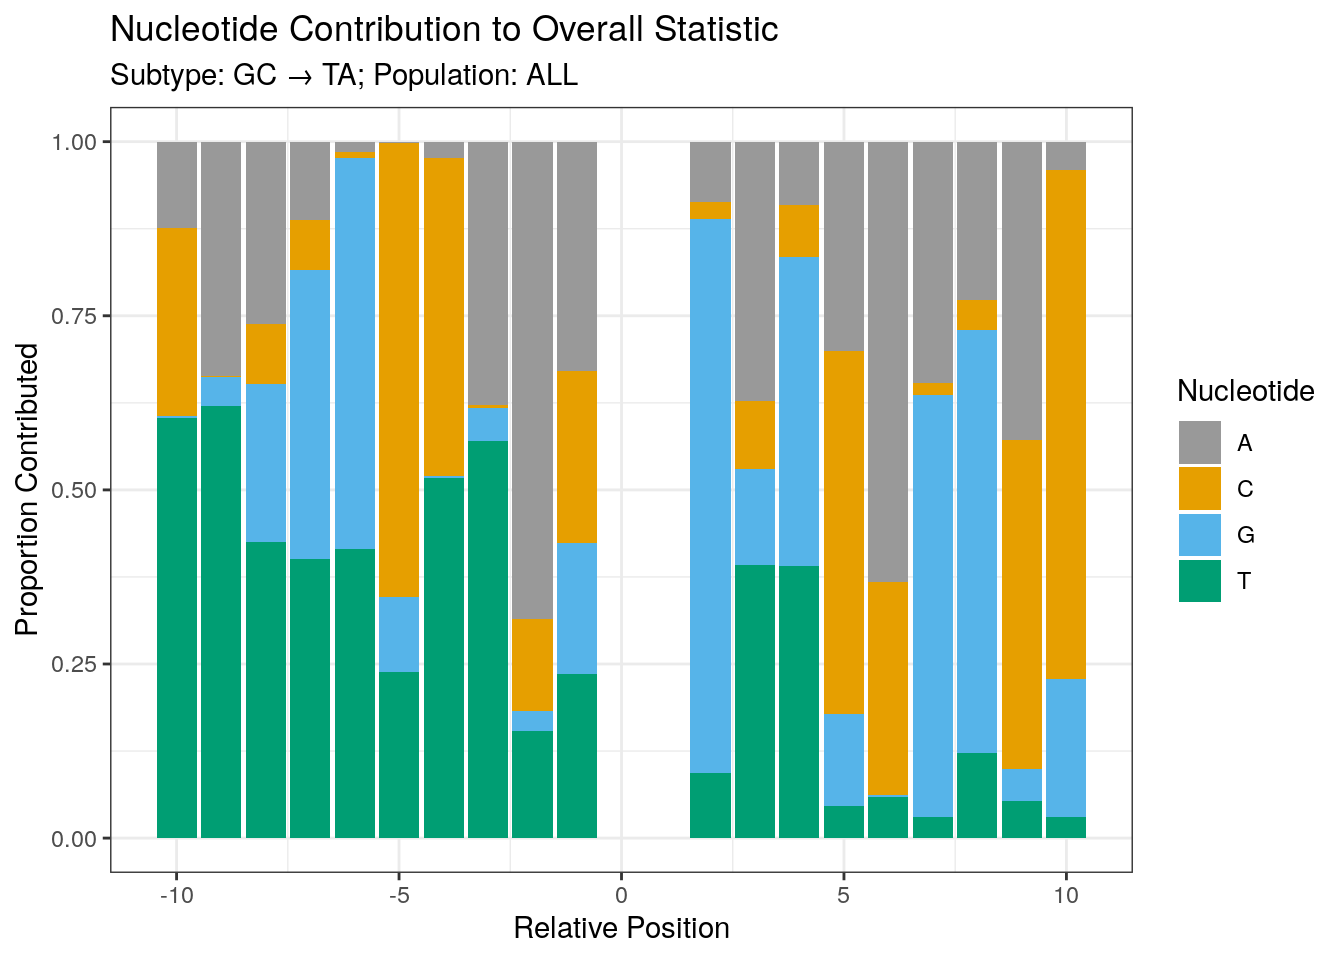 Nucleotide Contribution to Overall Statistic
Subtype: GC → TA; Population: ALL
Proportion Contributed
1.00
0.75
0.50
0.25
0.00
-10
-5
0
5
10
Relative Position
Nucleotide
A
C
G
T